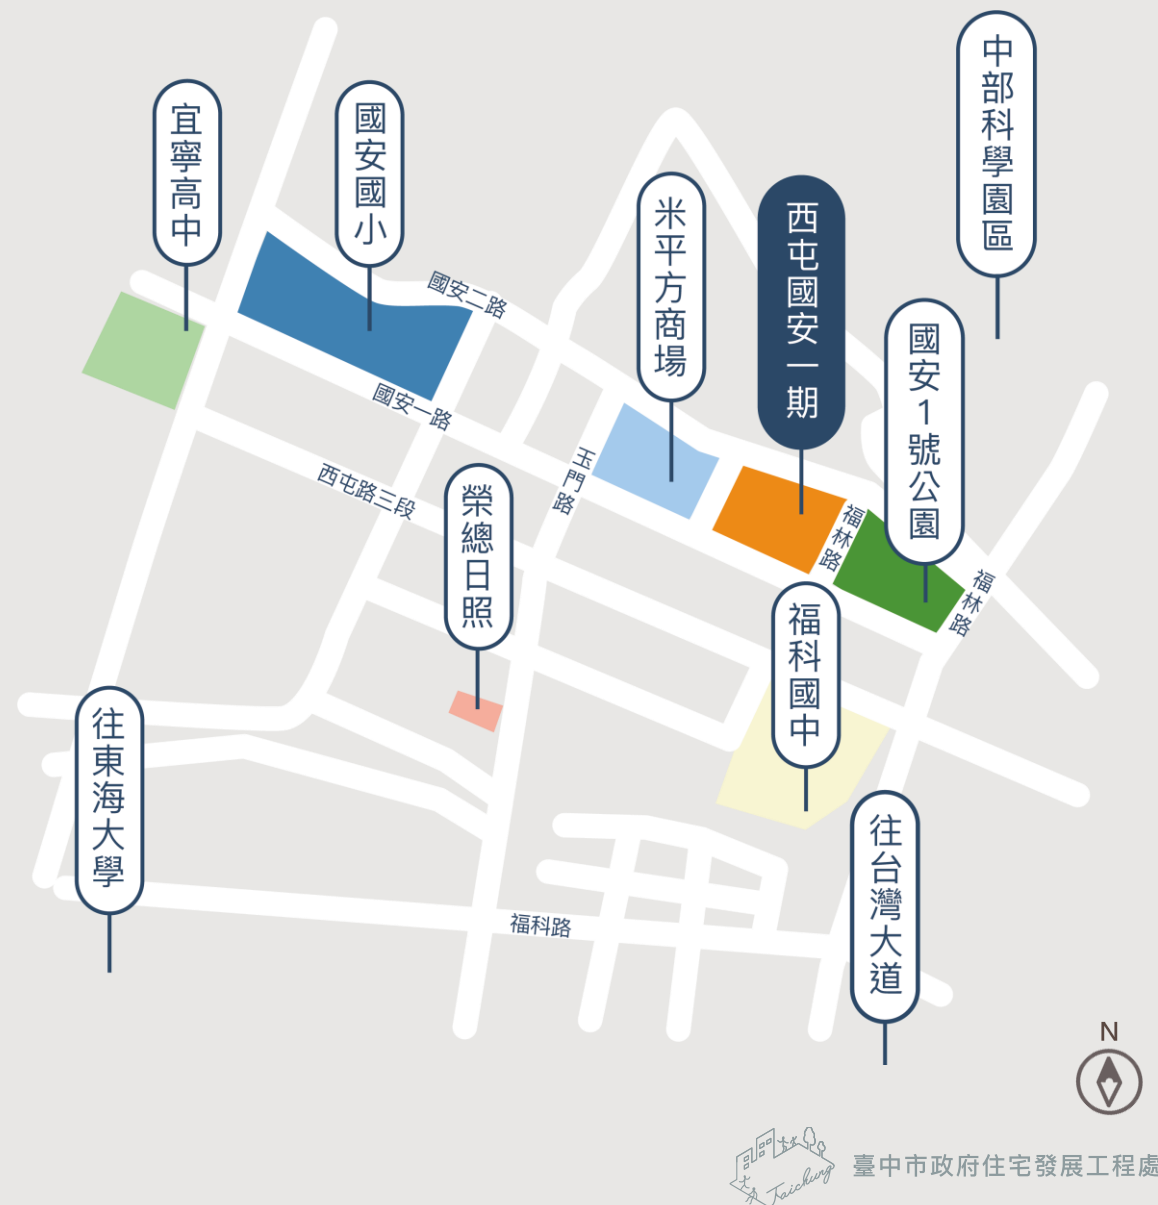 中部科學園區
宜寧高中
國安國小
米平方商場
西屯國安一期
國安二路
國安1號公園
國安一路
玉門路
西屯路三段
榮總日照
福林路
福林路
福科國中
往東海大學
往台灣大道
福科路
N
Taichung
臺中市政府住宅發展工程處